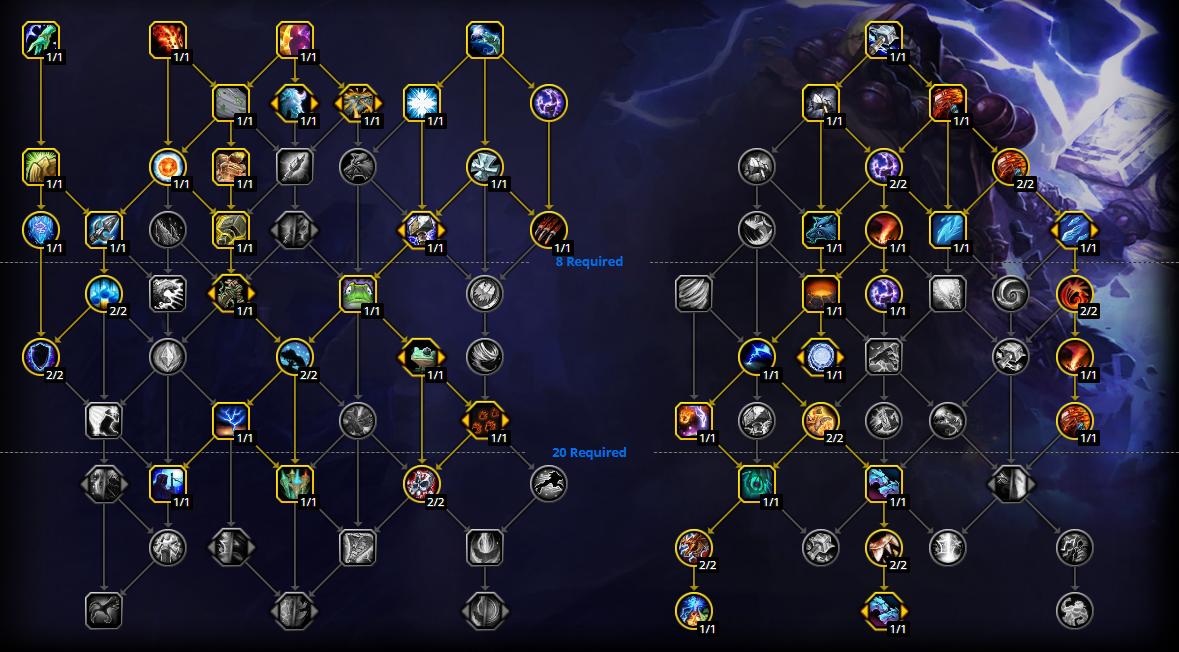 1/1 1/1 1/1 1/1
1/1 1/1 1/1 1/1 1/1 1/1
1/1 1/1 1/1 1/1 2/2 2/2
1/1 1/1 1/1 1/1 1/1 1/1 1/1 1/1 1/1
8 Required
2/2 1/1 1/1 1/1 1/1 2/2
2/2 2/2 1/1 1/1 1/1 1/1
1/1 1/1 1/1 2/2 1/1
20 Required
1/1 1/1 2/2 1/1 1/1
2/2 2/2
1/1 1/1